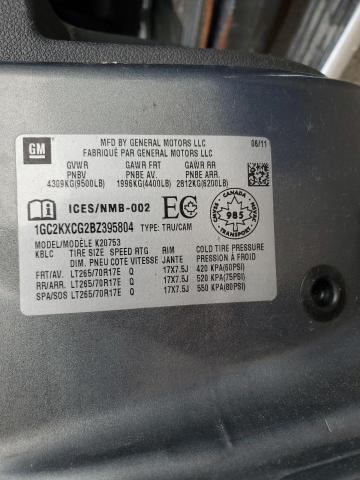 GM
MFD BY GENERAL MOTORS LLC 06/11
FABRIQUÉ PAR GENERAL MOTORS LLC
GVWR GAWR FRT GAWR RR
PNBV PNBE AV. PNBE ARR.
4309KG(9500LB) 1996KG(4400LB) 2812KG(6200LB)
ICES/NMB-002 EC
CANADA
985
1GC2KXCG2BZ395804 TYPE: TRU/CAM
MODEL/MODÈLE K20753
KBLC TIRE SIZE SPEED RTG RIM COLD TIRE PRESSURE
DIM. PNEU COTE VITESSE JANTE PRESSION À FROID
FRT/AV. LT265/70R17E Q 17X7.5J 420 KPA(60PSI)
RR/ARR. LT265/70R17E Q 17X7.5J 520 KPA(75PSI)
SPA/SOS LT265/70R17E Q 17X7.5J 550 KPA(80PSI)